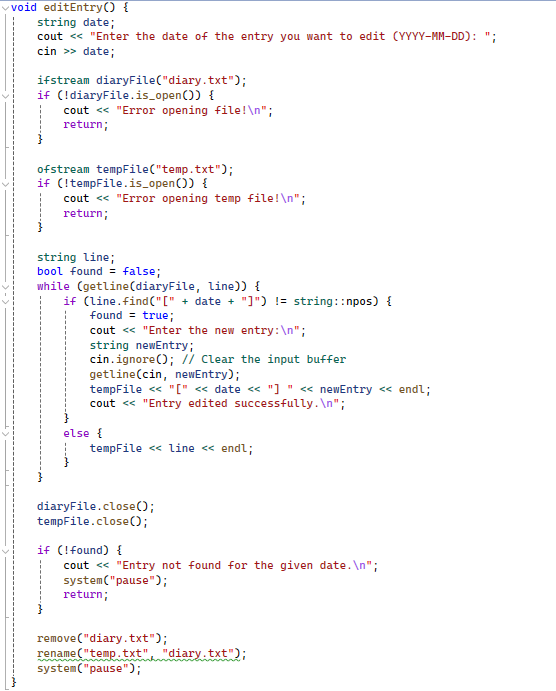 void editEntry() {
    string date;
    cout << "Enter the date of the entry you want to edit (YYYY-MM-DD): ";
    cin >> date;

    ifstream diaryFile("diary.txt");
    if (!diaryFile.is_open()) {
        cout << "Error opening file!\n";
        return;
    }

    ofstream tempFile("temp.txt");
    if (!tempFile.is_open()) {
        cout << "Error opening temp file!\n";
        return;
    }

    string line;
    bool found = false;
    while (getline(diaryFile, line)) {
        if (line.find("[" + date + "]") != string::npos) {
            found = true;
            cout << "Enter the new entry:\n";
            string newEntry;
            cin.ignore(); // Clear the input buffer
            getline(cin, newEntry);
            tempFile << "[" << date << "] " << newEntry << endl;
            cout << "Entry edited successfully.\n";
        }
        else {
            tempFile << line << endl;
        }
    }

    diaryFile.close();
    tempFile.close();

    if (!found) {
        cout << "Entry not found for the given date.\n";
        system("pause");
        return;
    }

    remove("diary.txt");
    rename("temp.txt", "diary.txt");
    system("pause");
}